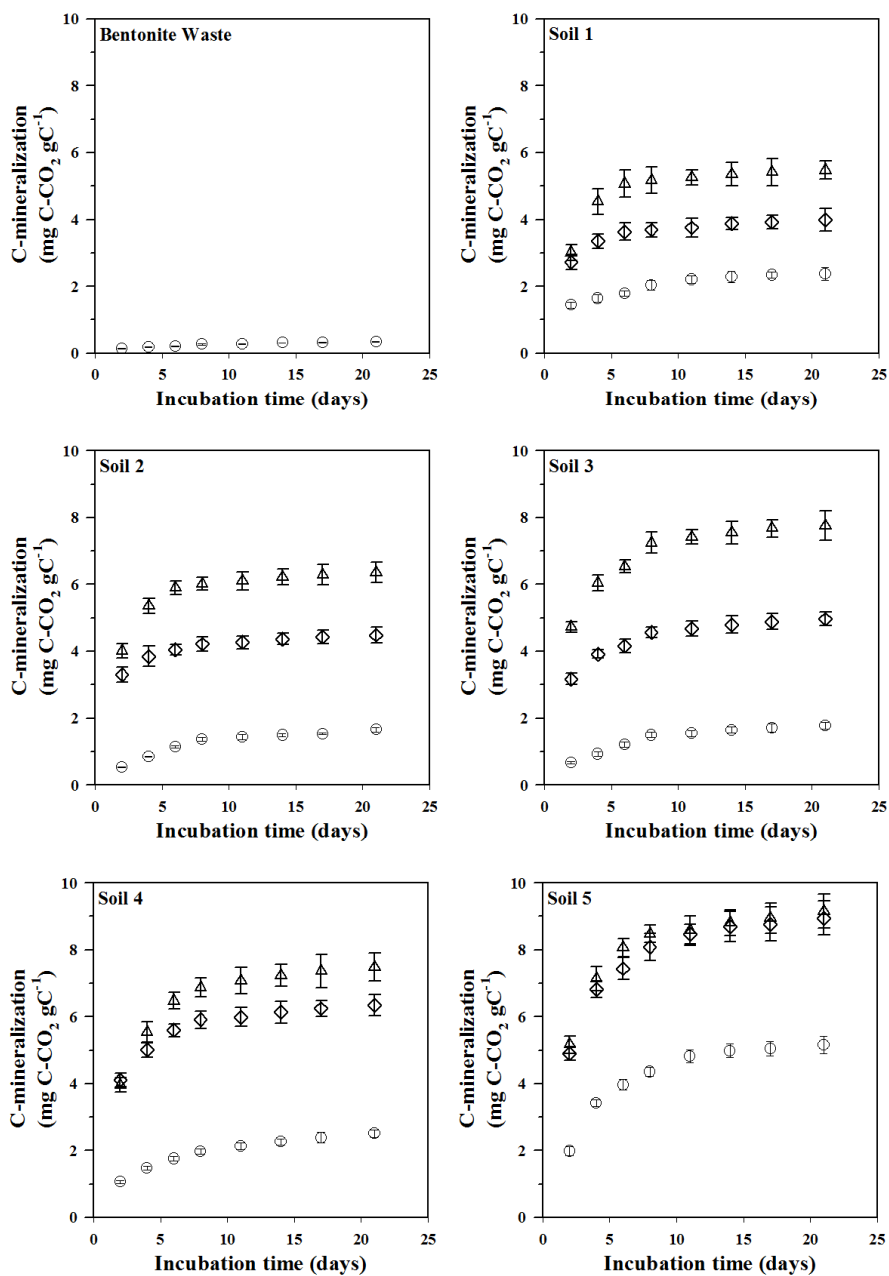 Bentonite Waste
C-mineralization
(mg C-CO₂ gC⁻¹)
10
8
6
4
2
0
0 5 10 15 20 25
Incubation time (days)
Soil 1
C-mineralization
(mg C-CO₂ gC⁻¹)
10
8
6
4
2
0
0 5 10 15 20 25
Incubation time (days)
Soil 2
C-mineralization
(mg C-CO₂ gC⁻¹)
10
8
6
4
2
0
0 5 10 15 20 25
Incubation time (days)
Soil 3
C-mineralization
(mg C-CO₂ gC⁻¹)
10
8
6
4
2
0
0 5 10 15 20 25
Incubation time (days)
Soil 4
C-mineralization
(mg C-CO₂ gC⁻¹)
10
8
6
4
2
0
0 5 10 15 20 25
Incubation time (days)
Soil 5
C-mineralization
(mg C-CO₂ gC⁻¹)
10
8
6
4
2
0
0 5 10 15 20 25
Incubation time (days)